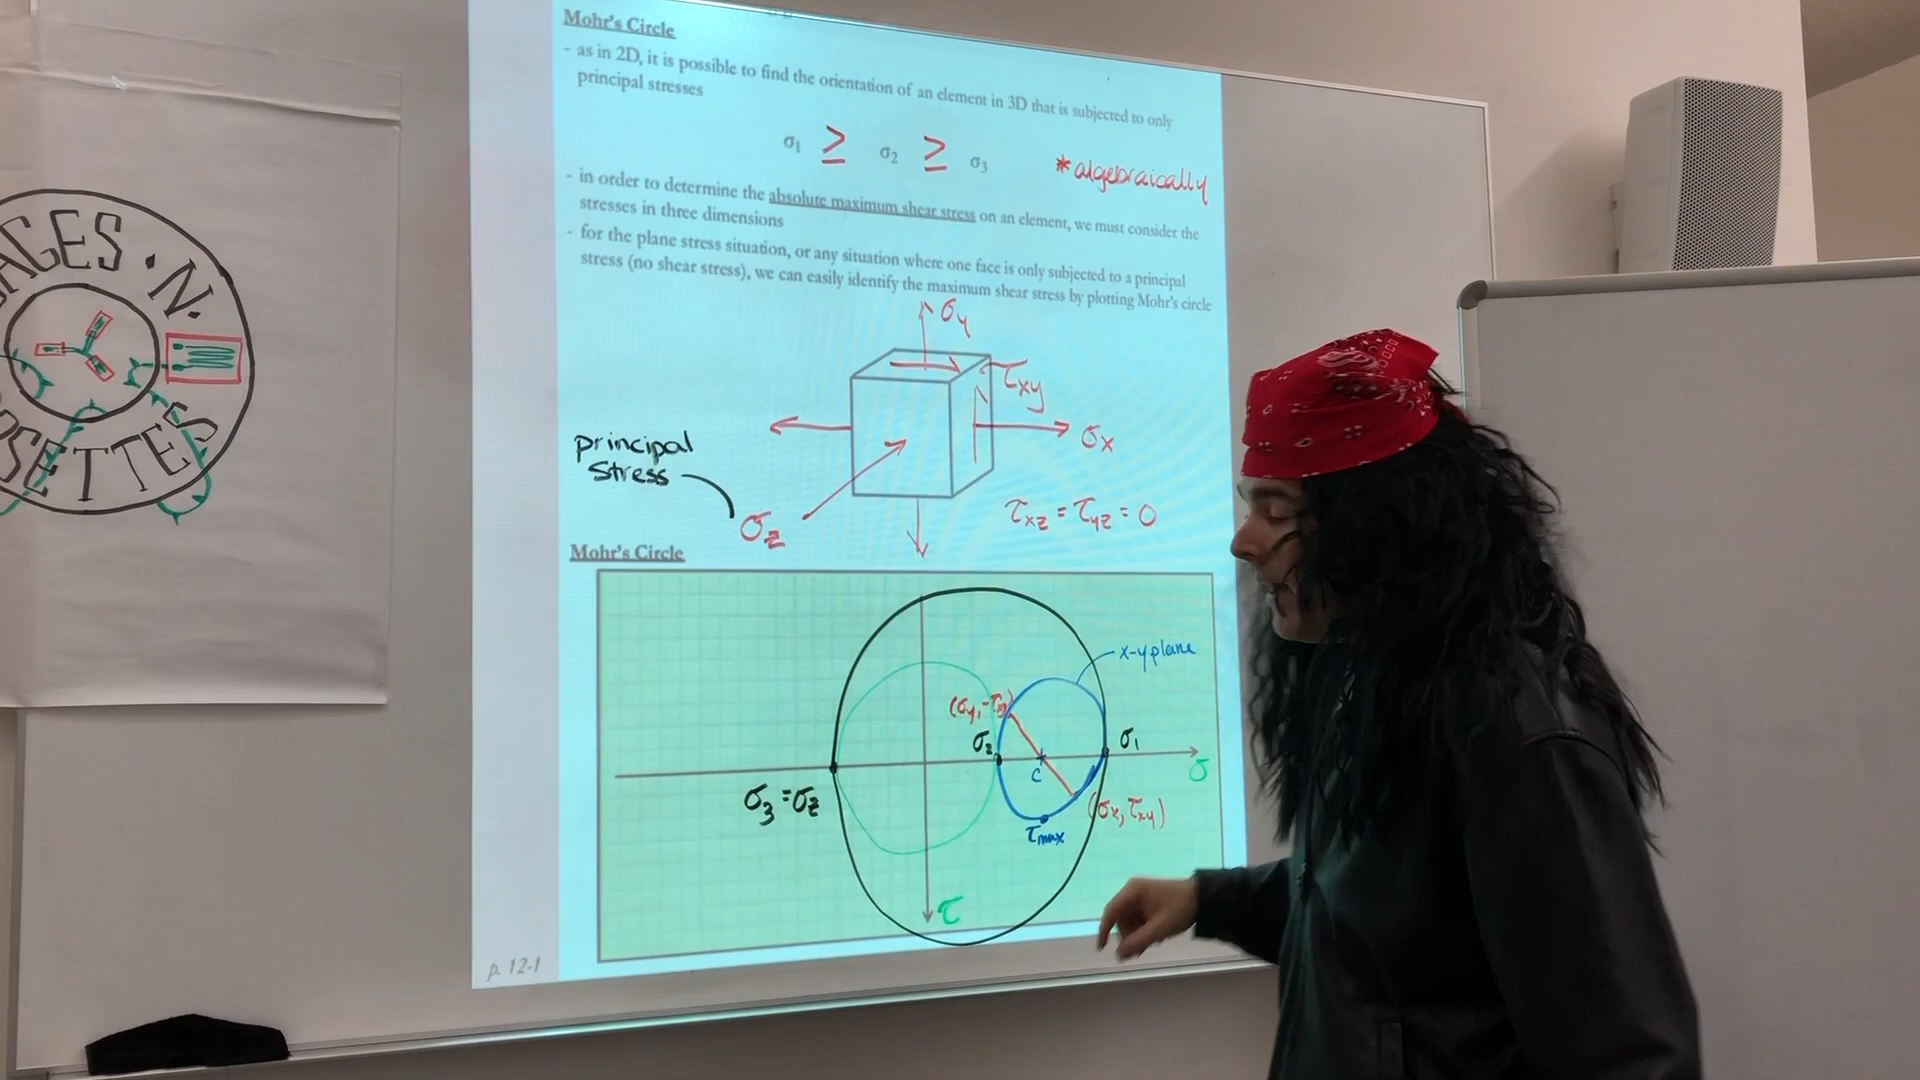 Mohr's Circle
- as in 2D, it is possible to find the orientation of an element in 3D that is subjected to only
principal stresses
σ1 ≥ σ2 ≥ σ3
*algebraically
- in order to determine the absolute maximum shear stress on an element, we must consider the
stresses in three dimensions
- for the plane stress situation, or any situation where one face is only subjected to a principal
stress (no shear stress), we can easily identify the maximum shear stress by plotting Mohr's circle
σy
τxy
σx
principal
stress
σz
τxz = τyz = 0
Mohr's Circle
x-y plane
(σy, -τxy)
σ2
σ1
C
σ
σ3 = σz
(σx, τxy)
τmax
τ
p. 12-1
AGES · N.
SETTES